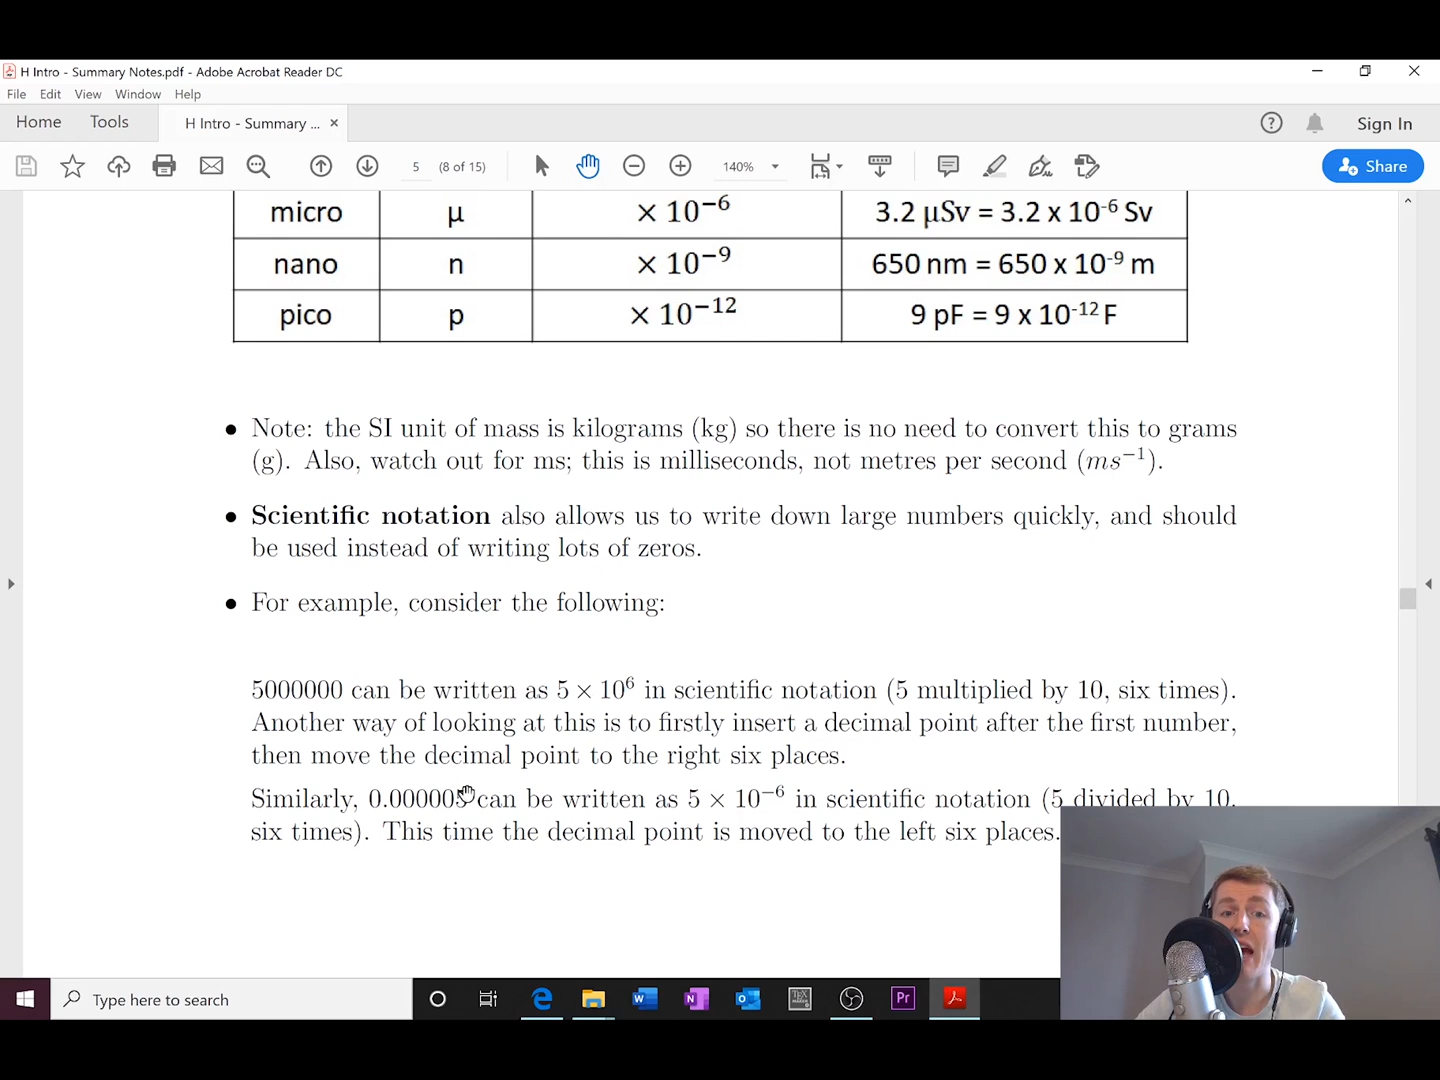 H Intro - Summary Notes.pdf - Adobe Acrobat Reader DC
File Edit View Window Help
Home Tools H Intro - Summary ... × Sign In
5 (8 of 15) 140% Share
micro μ × 10⁻⁶ 3.2 μSv = 3.2 x 10⁻⁶ Sv
nano n × 10⁻⁹ 650 nm = 650 x 10⁻⁹ m
pico p × 10⁻¹² 9 pF = 9 x 10⁻¹² F
• Note: the SI unit of mass is kilograms (kg) so there is no need to convert this to grams
(g). Also, watch out for ms; this is milliseconds, not metres per second (ms⁻¹).
• Scientific notation also allows us to write down large numbers quickly, and should
be used instead of writing lots of zeros.
• For example, consider the following:
5000000 can be written as 5 × 10⁶ in scientific notation (5 multiplied by 10, six times).
Another way of looking at this is to firstly insert a decimal point after the first number,
then move the decimal point to the right six places.
Similarly, 0.000005 can be written as 5 × 10⁻⁶ in scientific notation (5 divided by 10,
six times). This time the decimal point is moved to the left six places.
Type here to search W N Pr